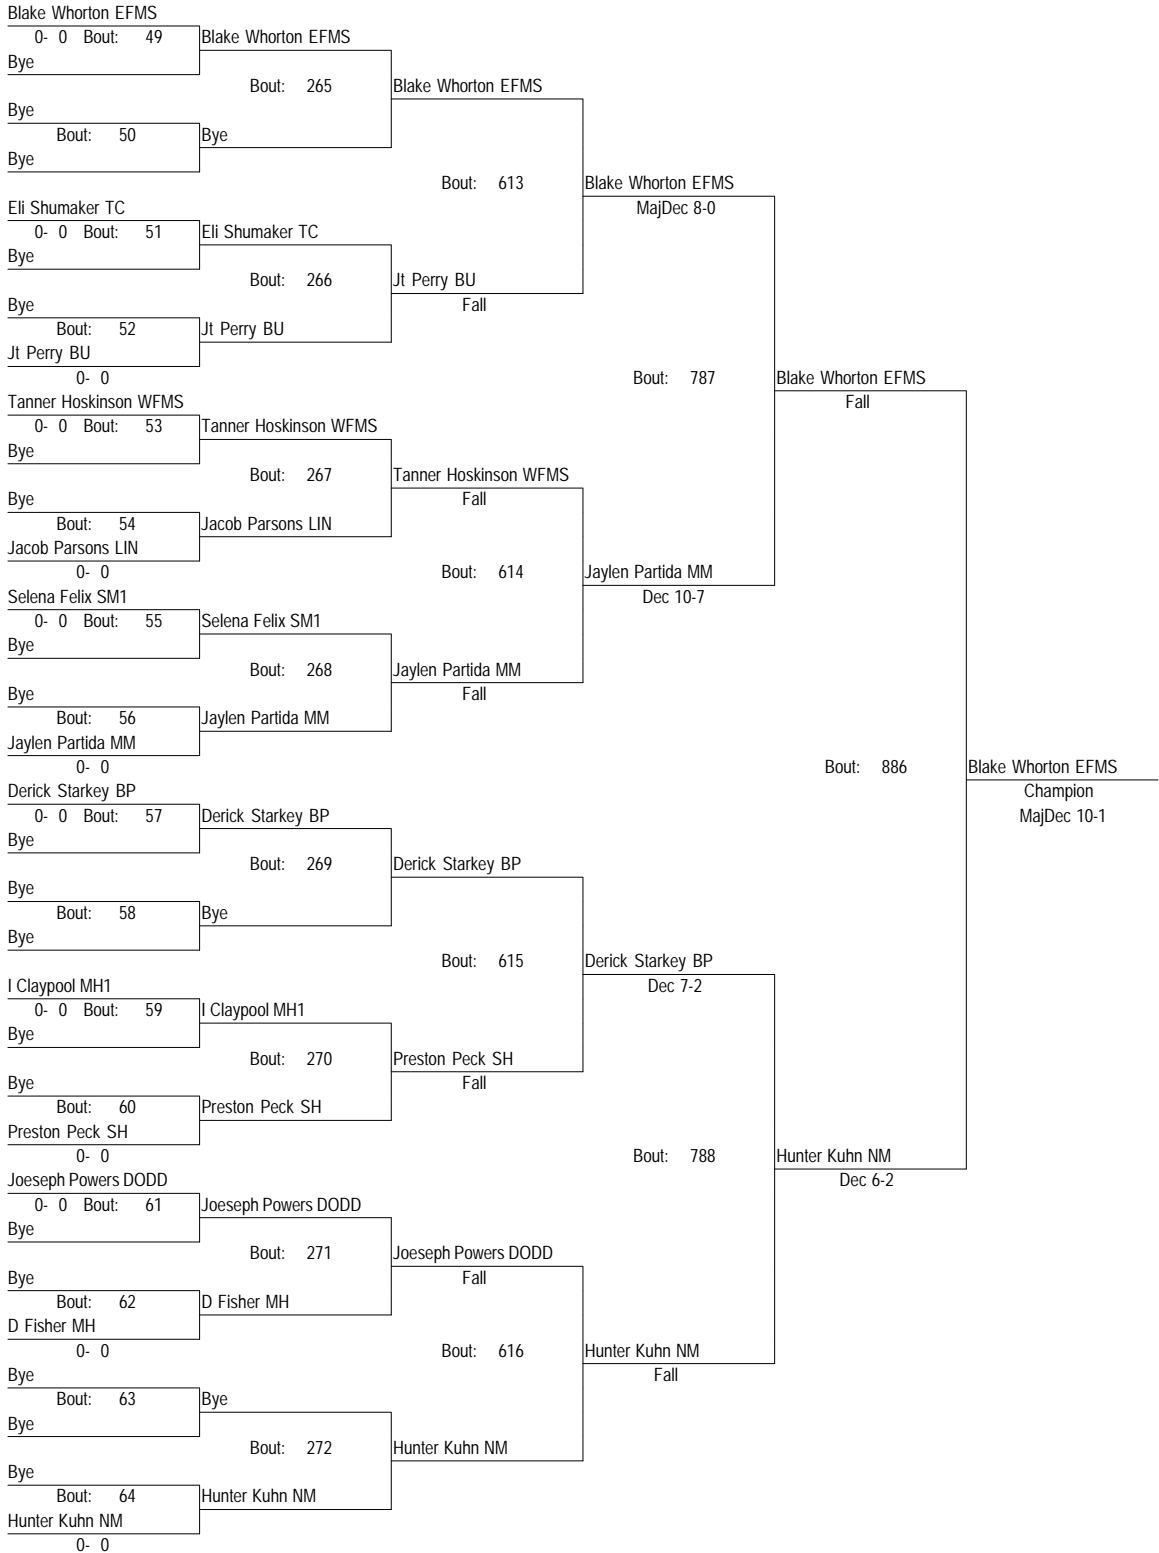 Blake Whorton EFMS
0- 0 Bout: 49 Blake Whorton EFMS
Bye
Bout: 265 Blake Whorton EFMS
Bye
Bout: 50 Bye
Bye
Bout: 613 Blake Whorton EFMS
MajDec 8-0
Eli Shumaker TC
0- 0 Bout: 51 Eli Shumaker TC
Bye
Bout: 266 Jt Perry BU
Fall
Bye
Bout: 52 Jt Perry BU
Jt Perry BU
0- 0
Bout: 787 Blake Whorton EFMS
Fall
Tanner Hoskinson WFMS
0- 0 Bout: 53 Tanner Hoskinson WFMS
Bye
Bout: 267 Tanner Hoskinson WFMS
Fall
Bye
Bout: 54 Jacob Parsons LIN
Jacob Parsons LIN
0- 0
Bout: 614 Jaylen Partida MM
Dec 10-7
Selena Felix SM1
0- 0 Bout: 55 Selena Felix SM1
Bye
Bout: 268 Jaylen Partida MM
Fall
Bye
Bout: 56 Jaylen Partida MM
Jaylen Partida MM
0- 0
Bout: 886 Blake Whorton EFMS
Champion
MajDec 10-1
Derick Starkey BP
0- 0 Bout: 57 Derick Starkey BP
Bye
Bout: 269 Derick Starkey BP
Bye
Bout: 58 Bye
Bye
Bout: 615 Derick Starkey BP
Dec 7-2
I Claypool MH1
0- 0 Bout: 59 I Claypool MH1
Bye
Bout: 270 Preston Peck SH
Fall
Bye
Bout: 60 Preston Peck SH
Preston Peck SH
0- 0
Bout: 788 Hunter Kuhn NM
Dec 6-2
Joeseph Powers DODD
0- 0 Bout: 61 Joeseph Powers DODD
Bye
Bout: 271 Joeseph Powers DODD
Fall
Bye
Bout: 62 D Fisher MH
D Fisher MH
0- 0
Bout: 616 Hunter Kuhn NM
Fall
Bye
Bout: 63 Bye
Bye
Bout: 272 Hunter Kuhn NM
Bye
Bout: 64 Hunter Kuhn NM
Hunter Kuhn NM
0- 0